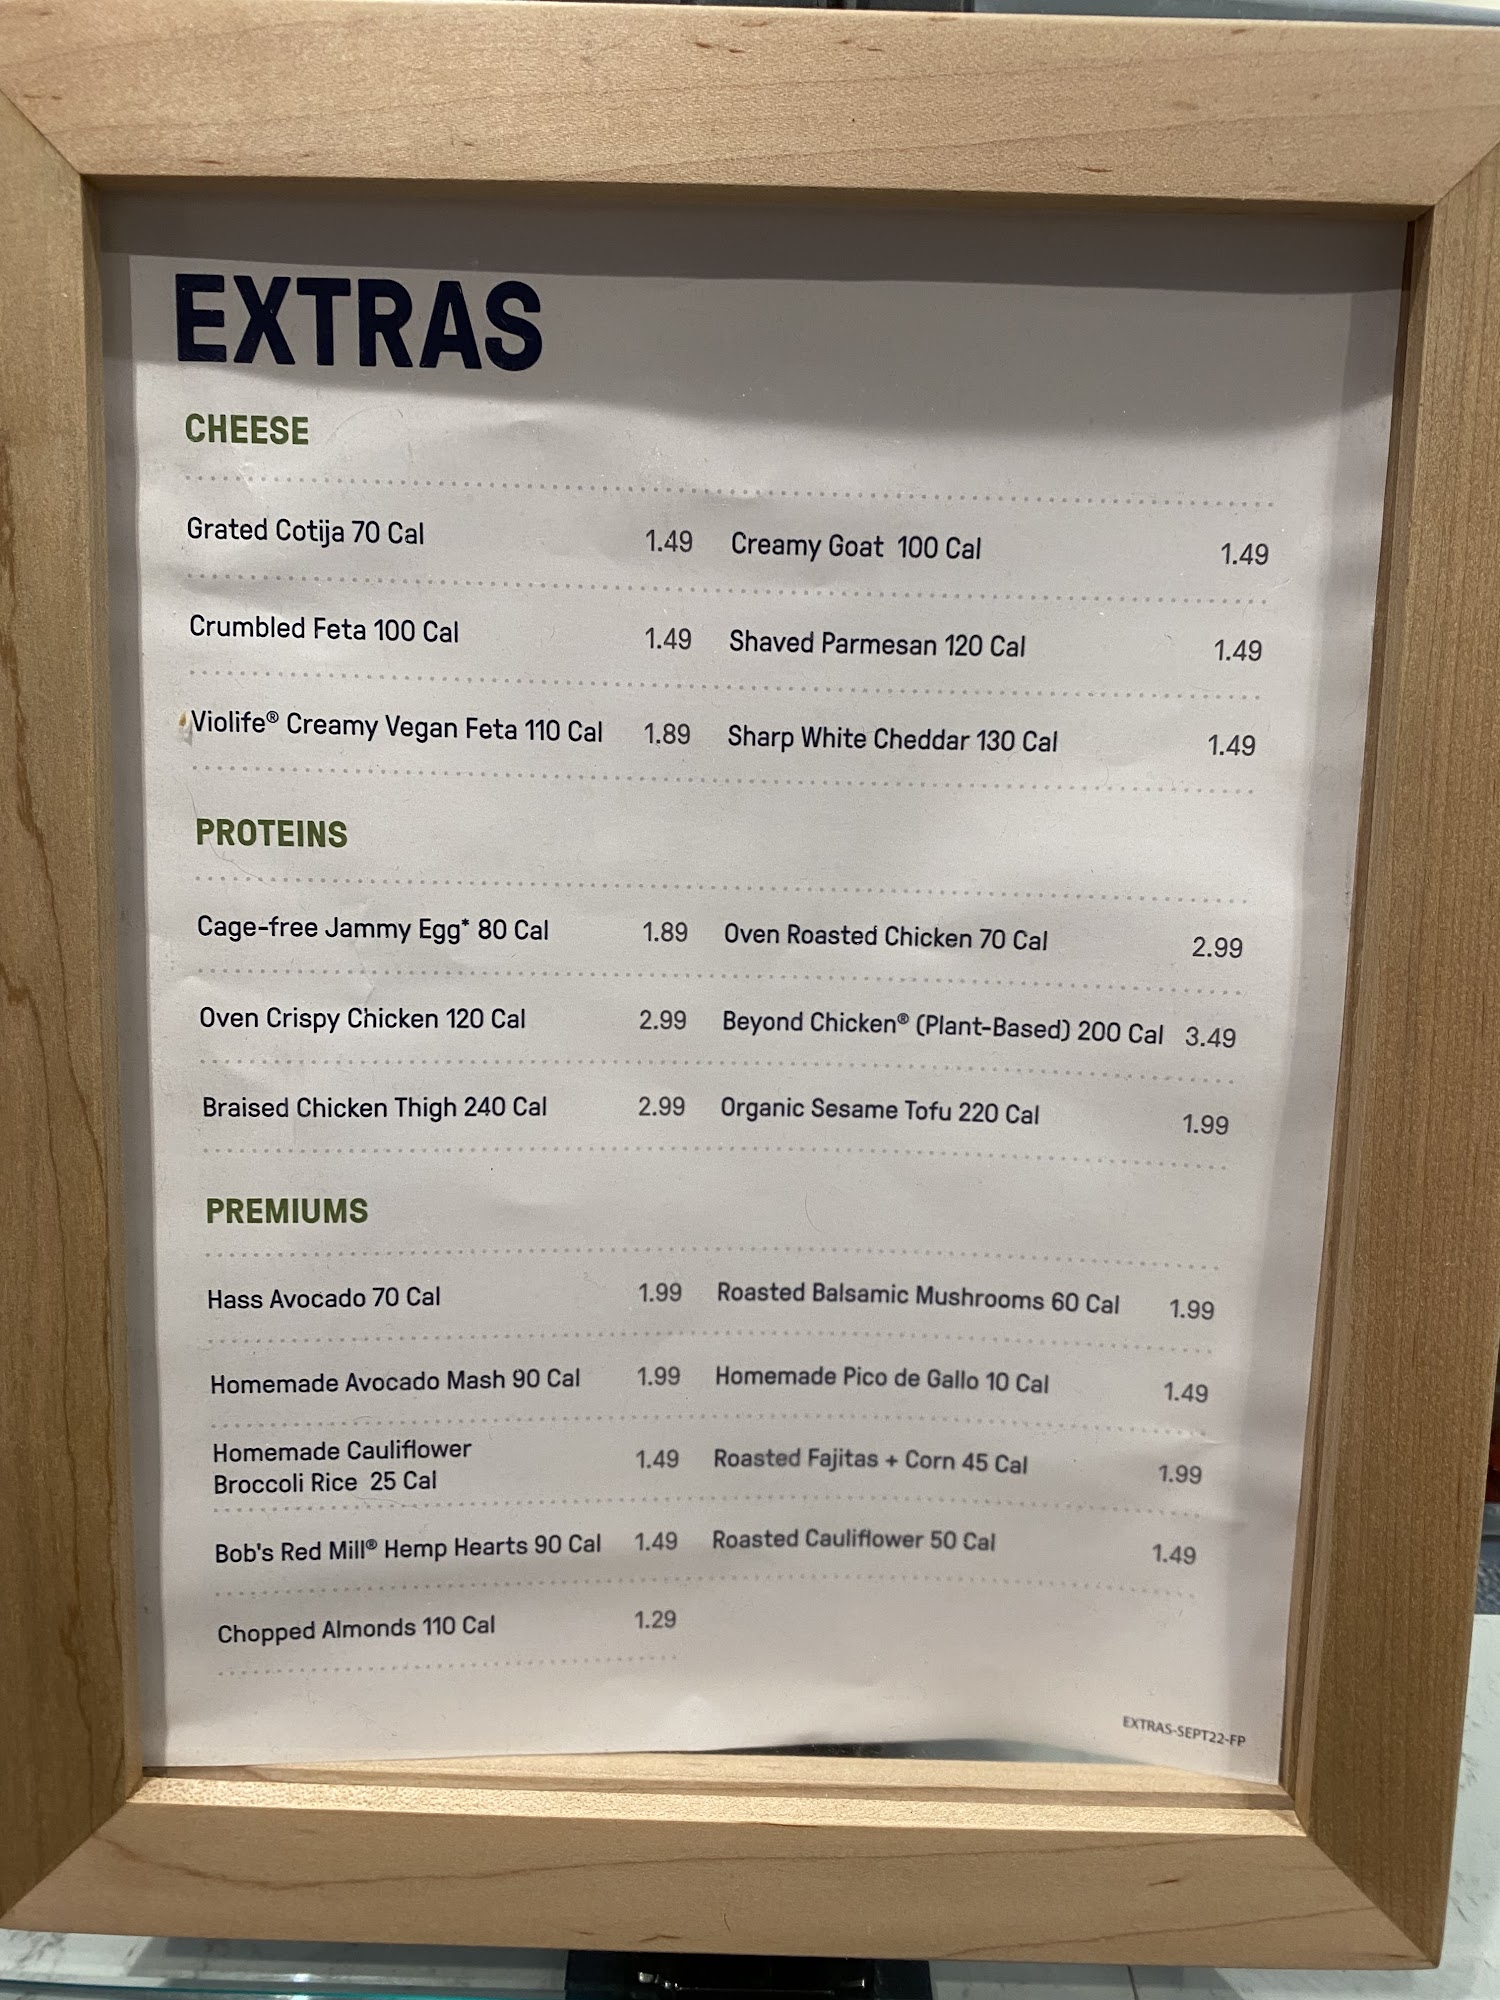 EXTRAS
CHEESE
Grated Cotija 70 Cal 1.49 Creamy Goat 100 Cal 1.49
Crumbled Feta 100 Cal 1.49 Shaved Parmesan 120 Cal 1.49
Violife® Creamy Vegan Feta 110 Cal 1.89 Sharp White Cheddar 130 Cal 1.49
PROTEINS
Cage-free Jammy Egg* 80 Cal 1.89 Oven Roasted Chicken 70 Cal 2.99
Oven Crispy Chicken 120 Cal 2.99 Beyond Chicken® (Plant-Based) 200 Cal 3.49
Braised Chicken Thigh 240 Cal 2.99 Organic Sesame Tofu 220 Cal 1.99
PREMIUMS
Hass Avocado 70 Cal 1.99 Roasted Balsamic Mushrooms 60 Cal 1.99
Homemade Avocado Mash 90 Cal 1.99 Homemade Pico de Gallo 10 Cal 1.49
Homemade Cauliflower
Broccoli Rice 25 Cal 1.49 Roasted Fajitas + Corn 45 Cal 1.99
Bob's Red Mill® Hemp Hearts 90 Cal 1.49 Roasted Cauliflower 50 Cal 1.49
Chopped Almonds 110 Cal 1.29
EXTRAS-SEPT22-FP